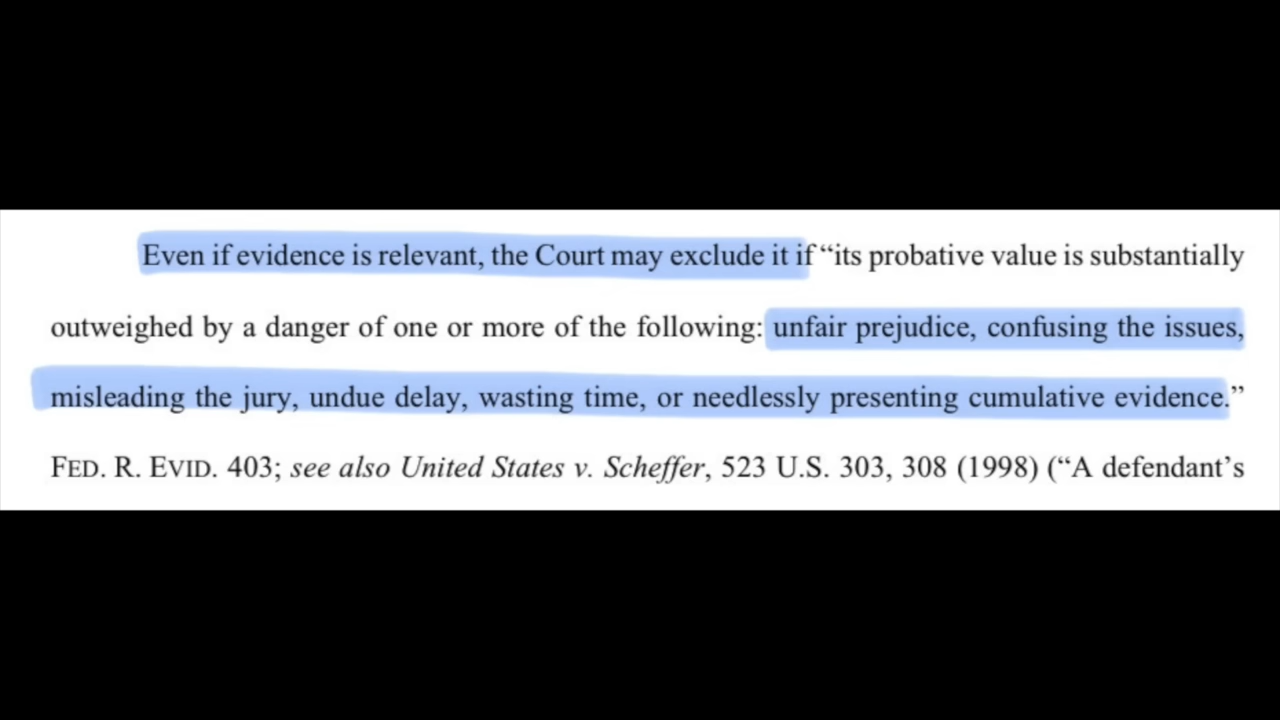 Even if evidence is relevant, the Court may exclude it if “its probative value is substantially
outweighed by a danger of one or more of the following: unfair prejudice, confusing the issues,
misleading the jury, undue delay, wasting time, or needlessly presenting cumulative evidence.”
FED. R. EVID. 403; see also United States v. Scheffer, 523 U.S. 303, 308 (1998) (“A defendant’s